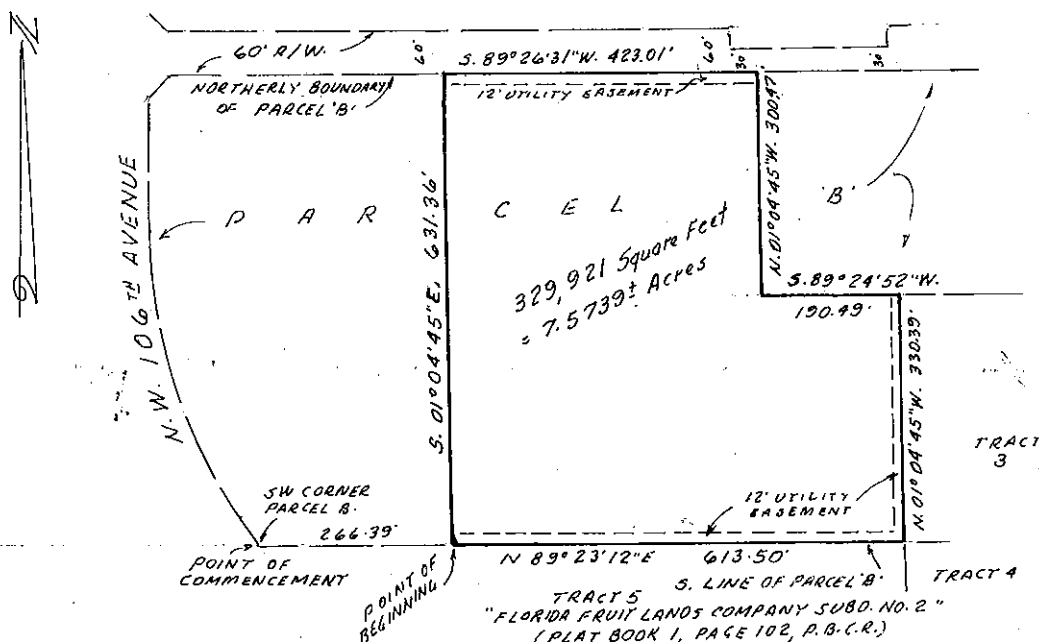 N
60' R/W.
60'
S. 89°26'31"W. 423.01'
60'
30'
30'
NORTHERLY BOUNDARY
OF PARCEL 'B'
12' UTILITY EASEMENT
N.W. 106TH AVENUE
P A R C E L 'B'
S. 01°04'45"E. 631.36'
329,921 Square Feet
= 7.5739± Acres
N.01°04'45"W. 300.97'
S.89°24'52"W.
190.49'
N.01°04'45"W. 330.39'
TRACT
3
SW CORNER
PARCEL B.
266.39'
12' UTILITY
EASEMENT
POINT OF
COMMENCEMENT
POINT OF
BEGINNING
N 89°23'12"E 613.50'
S. LINE OF PARCEL 'B'
TRACT 4
TRACT 5
"FLORIDA FRUIT LANDS COMPANY SUBD. NO. 2"
(PLAT BOOK 1, PAGE 102, P.B.C.R.)